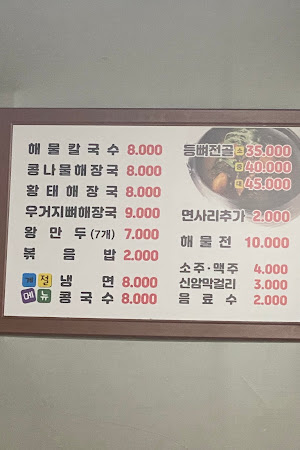 해물칼국수 8.000
콩나물해장국 8.000
황태해장국 8.000
우거지뼈해장국 9.000
왕만두(7개) 7.000
볶음밥 2.000
계절 냉면 8.000
메뉴 콩국수 8.000
등뼈전골 소 35.000
중 40.000
대 45.000
면사리추가 2.000
해물전 10.000
소주·맥주 4.000
신암막걸리 3.000
음료수 2.000